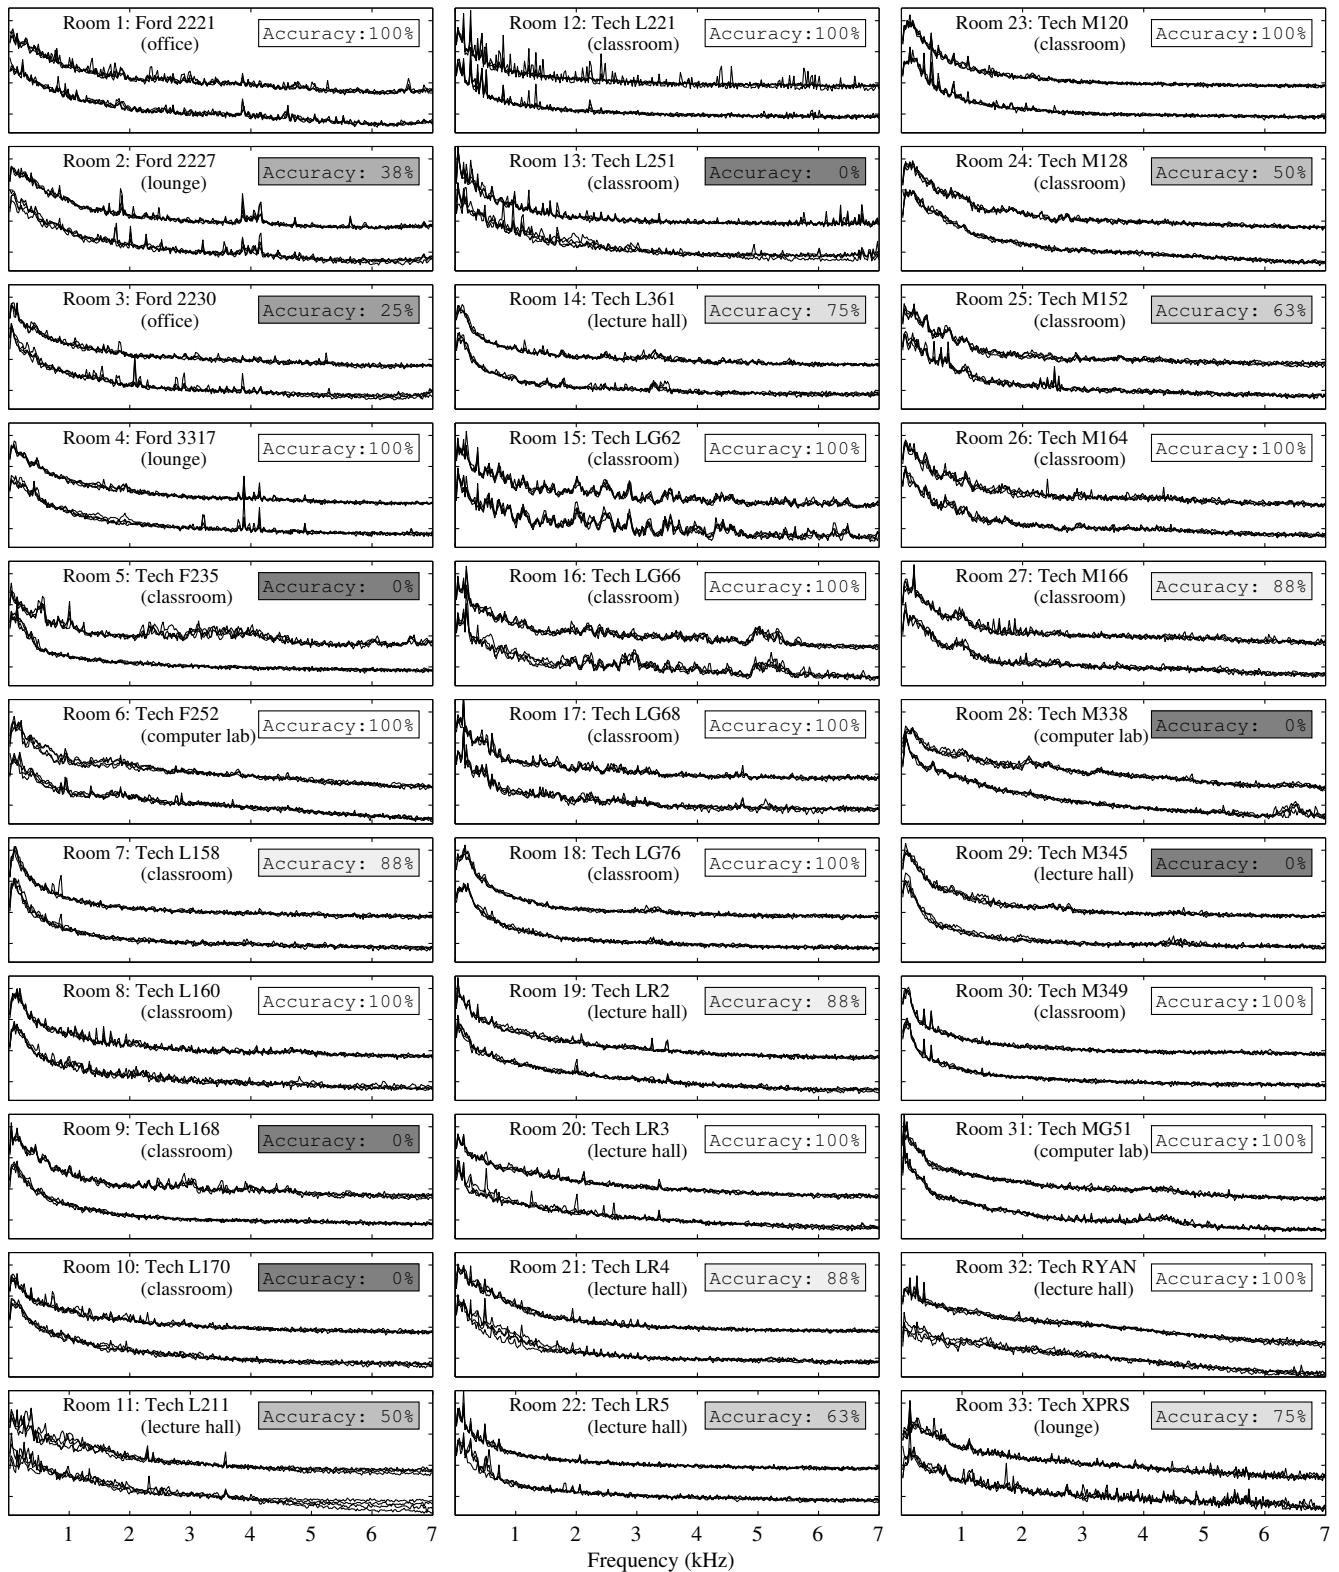 Room 1: Ford 2221
(office)
Accuracy:100%
Room 2: Ford 2227
(lounge)
Accuracy: 38%
Room 3: Ford 2230
(office)
Accuracy: 25%
Room 4: Ford 3317
(lounge)
Accuracy:100%
Room 5: Tech F235
(classroom)
Accuracy: 0%
Room 6: Tech F252
(computer lab)
Accuracy:100%
Room 7: Tech L158
(classroom)
Accuracy: 88%
Room 8: Tech L160
(classroom)
Accuracy:100%
Room 9: Tech L168
(classroom)
Accuracy: 0%
Room 10: Tech L170
(classroom)
Accuracy: 0%
Room 11: Tech L211
(lecture hall)
Accuracy: 50%
1 2 3 4 5 6 7
Room 12: Tech L221
(classroom)
Accuracy:100%
Room 13: Tech L251
(classroom)
Accuracy: 0%
Room 14: Tech L361
(lecture hall)
Accuracy: 75%
Room 15: Tech LG62
(classroom)
Accuracy:100%
Room 16: Tech LG66
(classroom)
Accuracy:100%
Room 17: Tech LG68
(classroom)
Accuracy:100%
Room 18: Tech LG76
(classroom)
Accuracy:100%
Room 19: Tech LR2
(lecture hall)
Accuracy: 88%
Room 20: Tech LR3
(lecture hall)
Accuracy:100%
Room 21: Tech LR4
(lecture hall)
Accuracy: 88%
Room 22: Tech LR5
(lecture hall)
Accuracy: 63%
1 2 3 4 5 6 7
Frequency (kHz)
Room 23: Tech M120
(classroom)
Accuracy:100%
Room 24: Tech M128
(classroom)
Accuracy: 50%
Room 25: Tech M152
(classroom)
Accuracy: 63%
Room 26: Tech M164
(classroom)
Accuracy:100%
Room 27: Tech M166
(classroom)
Accuracy: 88%
Room 28: Tech M338
(computer lab)
Accuracy: 0%
Room 29: Tech M345
(lecture hall)
Accuracy: 0%
Room 30: Tech M349
(classroom)
Accuracy:100%
Room 31: Tech MG51
(computer lab)
Accuracy:100%
Room 32: Tech RYAN
(lecture hall)
Accuracy:100%
Room 33: Tech XPRS
(lounge)
Accuracy: 75%
1 2 3 4 5 6 7